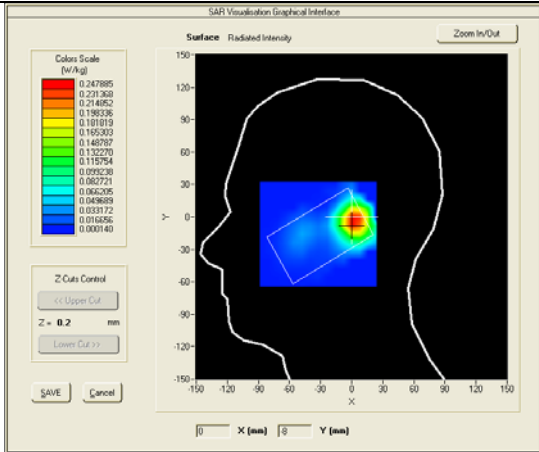 SAR Visualisation Graphical Interface
Surface Radiated Intensity
Zoom In/Out
Colors Scale
(W/kg)
0.247885
0.231368
0.214852
0.198336
0.181819
0.165303
0.148787
0.132270
0.115754
0.099238
0.082721
0.066205
0.049689
0.033172
0.016656
0.000140
Z Cuts Control
<< Upper Cut
Z = 0.2 mm
Lower Cut >>
SAVE Cancel
150
120
90
60
30
0
-30
-60
-90
-120
-150
Y
-150 -120 -90 -60 -30 0 30 60 90 120 150
X
0 X (mm) -8 Y (mm)